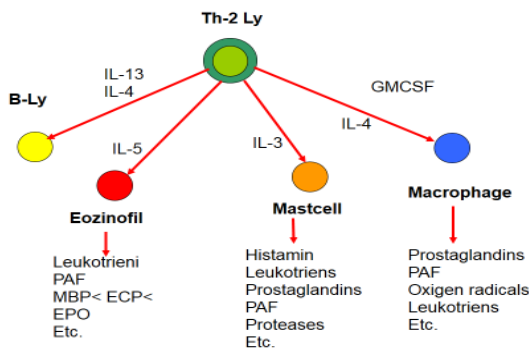 Th-2 Ly
B-Ly
IL-13
IL-4
GMCSF
IL-5
IL-3
IL-4
Eozinofil
Mastcell
Macrophage
Leukotrieni
PAF
MBP< ECP<
EPO
Etc.
Histamin
Leukotriens
Prostaglandins
PAF
Proteases
Etc.
Prostaglandins
PAF
Oxigen radicals
Leukotriens
Etc.